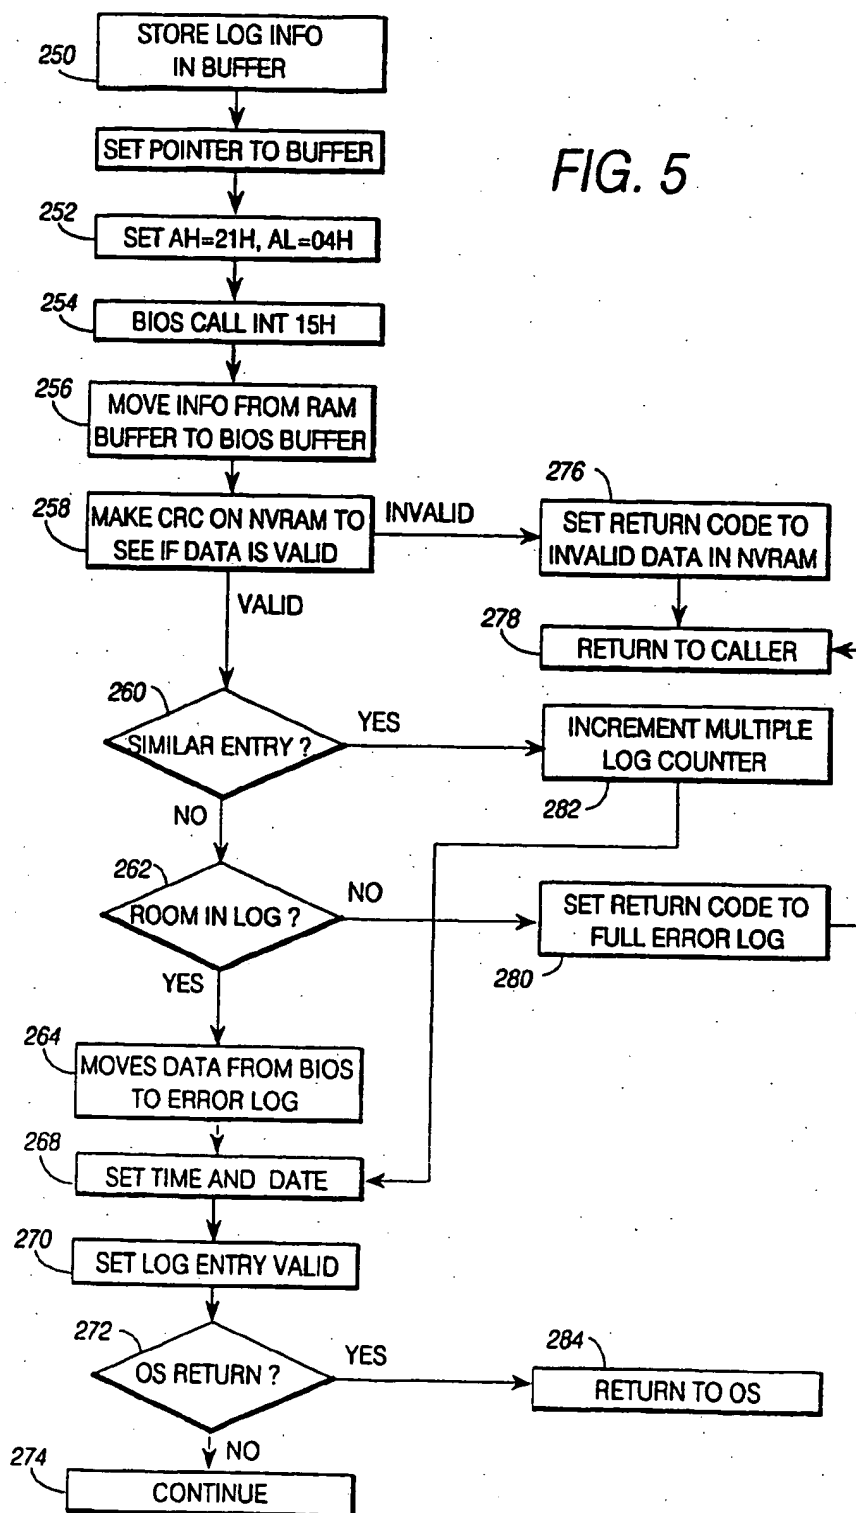 STORE LOG INFO
IN BUFFER
250
SET POINTER TO BUFFER
FIG. 5
252
SET AH=21H, AL=04H
254
BIOS CALL INT 15H
256
MOVE INFO FROM RAM
BUFFER TO BIOS BUFFER
258
MAKE CRC ON NVRAM TO
SEE IF DATA IS VALID
INVALID
276
SET RETURN CODE TO
INVALID DATA IN NVRAM
VALID
278
RETURN TO CALLER
260
SIMILAR ENTRY ?
YES
INCREMENT MULTIPLE
LOG COUNTER
282
NO
262
ROOM IN LOG ?
NO
SET RETURN CODE TO
FULL ERROR LOG
280
YES
264
MOVES DATA FROM BIOS
TO ERROR LOG
268
SET TIME AND DATE
270
SET LOG ENTRY VALID
272
OS RETURN ?
YES
284
RETURN TO OS
NO
274
CONTINUE